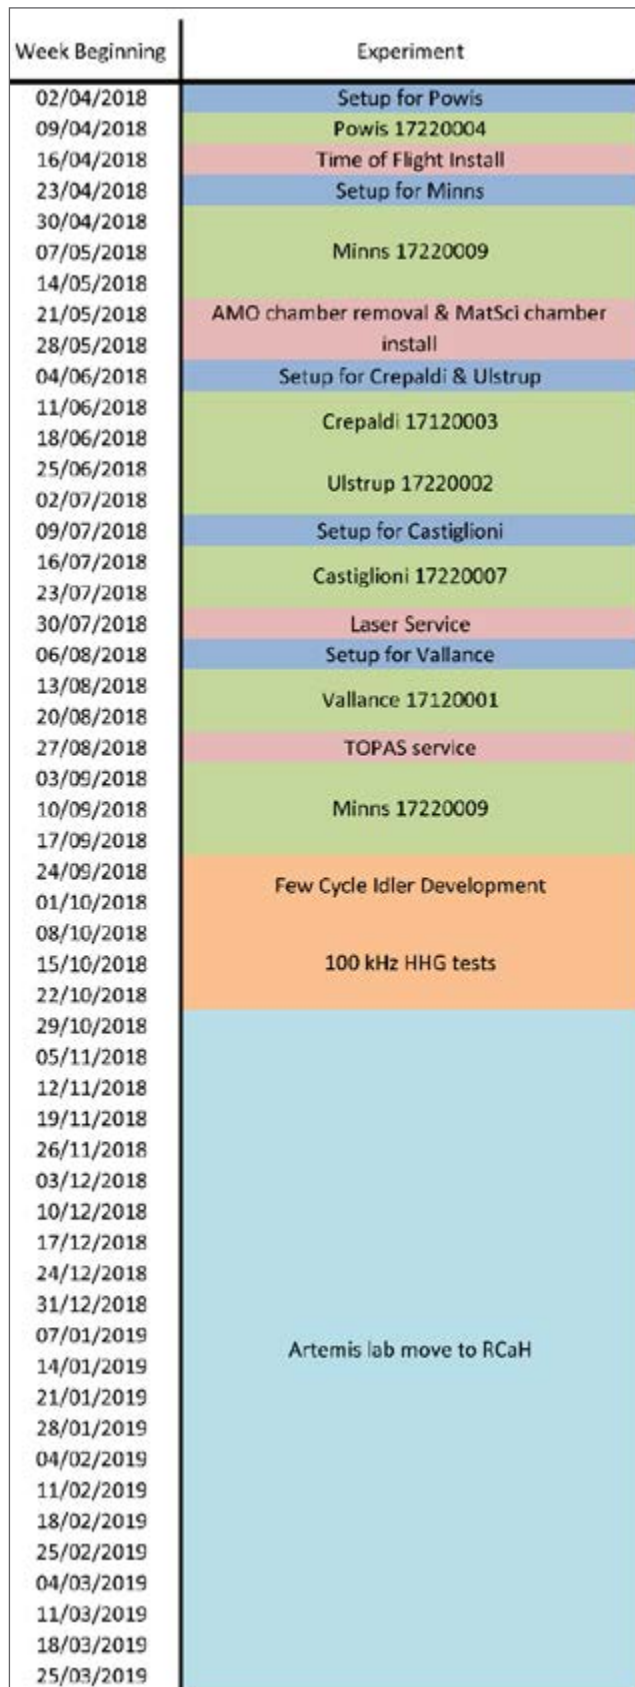 Week Beginning Experiment
02/04/2018 Setup for Powis
09/04/2018 Powis 17220004
16/04/2018 Time of Flight Install
23/04/2018 Setup for Minns
30/04/2018
07/05/2018 Minns 17220009
14/05/2018
21/05/2018 AMO chamber removal & MatSci chamber
28/05/2018 install
04/06/2018 Setup for Crepaldi & Ulstrup
11/06/2018
Crepaldi 17120003
18/06/2018
25/06/2018
Ulstrup 17220002
02/07/2018
09/07/2018 Setup for Castiglioni
16/07/2018
Castiglioni 17220007
23/07/2018
30/07/2018 Laser Service
06/08/2018 Setup for Vallance
13/08/2018
Vallance 17120001
20/08/2018
27/08/2018 TOPAS service
03/09/2018
10/09/2018 Minns 17220009
17/09/2018
24/09/2018
Few Cycle Idler Development
01/10/2018
08/10/2018
15/10/2018 100 kHz HHG tests
22/10/2018
29/10/2018
05/11/2018
12/11/2018
19/11/2018
26/11/2018
03/12/2018
10/12/2018
17/12/2018
24/12/2018
31/12/2018
07/01/2019
Artemis lab move to RCaH
14/01/2019
21/01/2019
28/01/2019
04/02/2019
11/02/2019
18/02/2019
25/02/2019
04/03/2019
11/03/2019
18/03/2019
25/03/2019